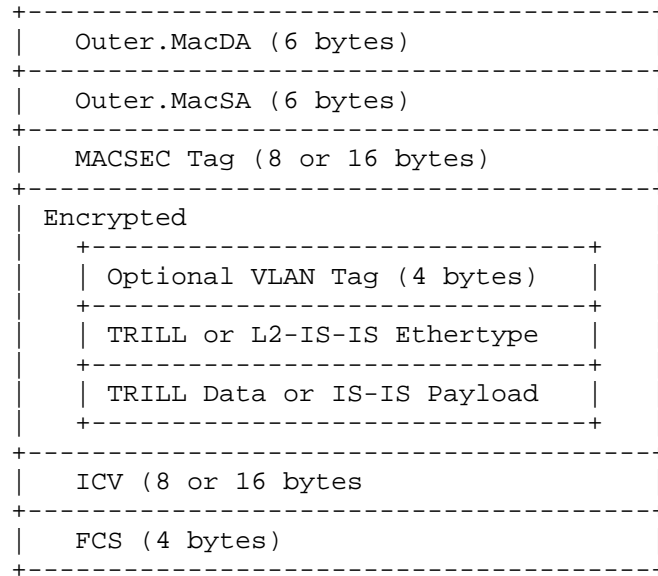 Outer.MacDA (6 bytes)
Outer.MacSA (6 bytes)
MACSEC Tag (8 or 16 bytes)
Encrypted
Optional VLAN Tag (4 bytes)
TRILL or L2-IS-IS Ethertype
TRILL Data or IS-IS Payload
ICV (8 or 16 bytes
FCS (4 bytes)